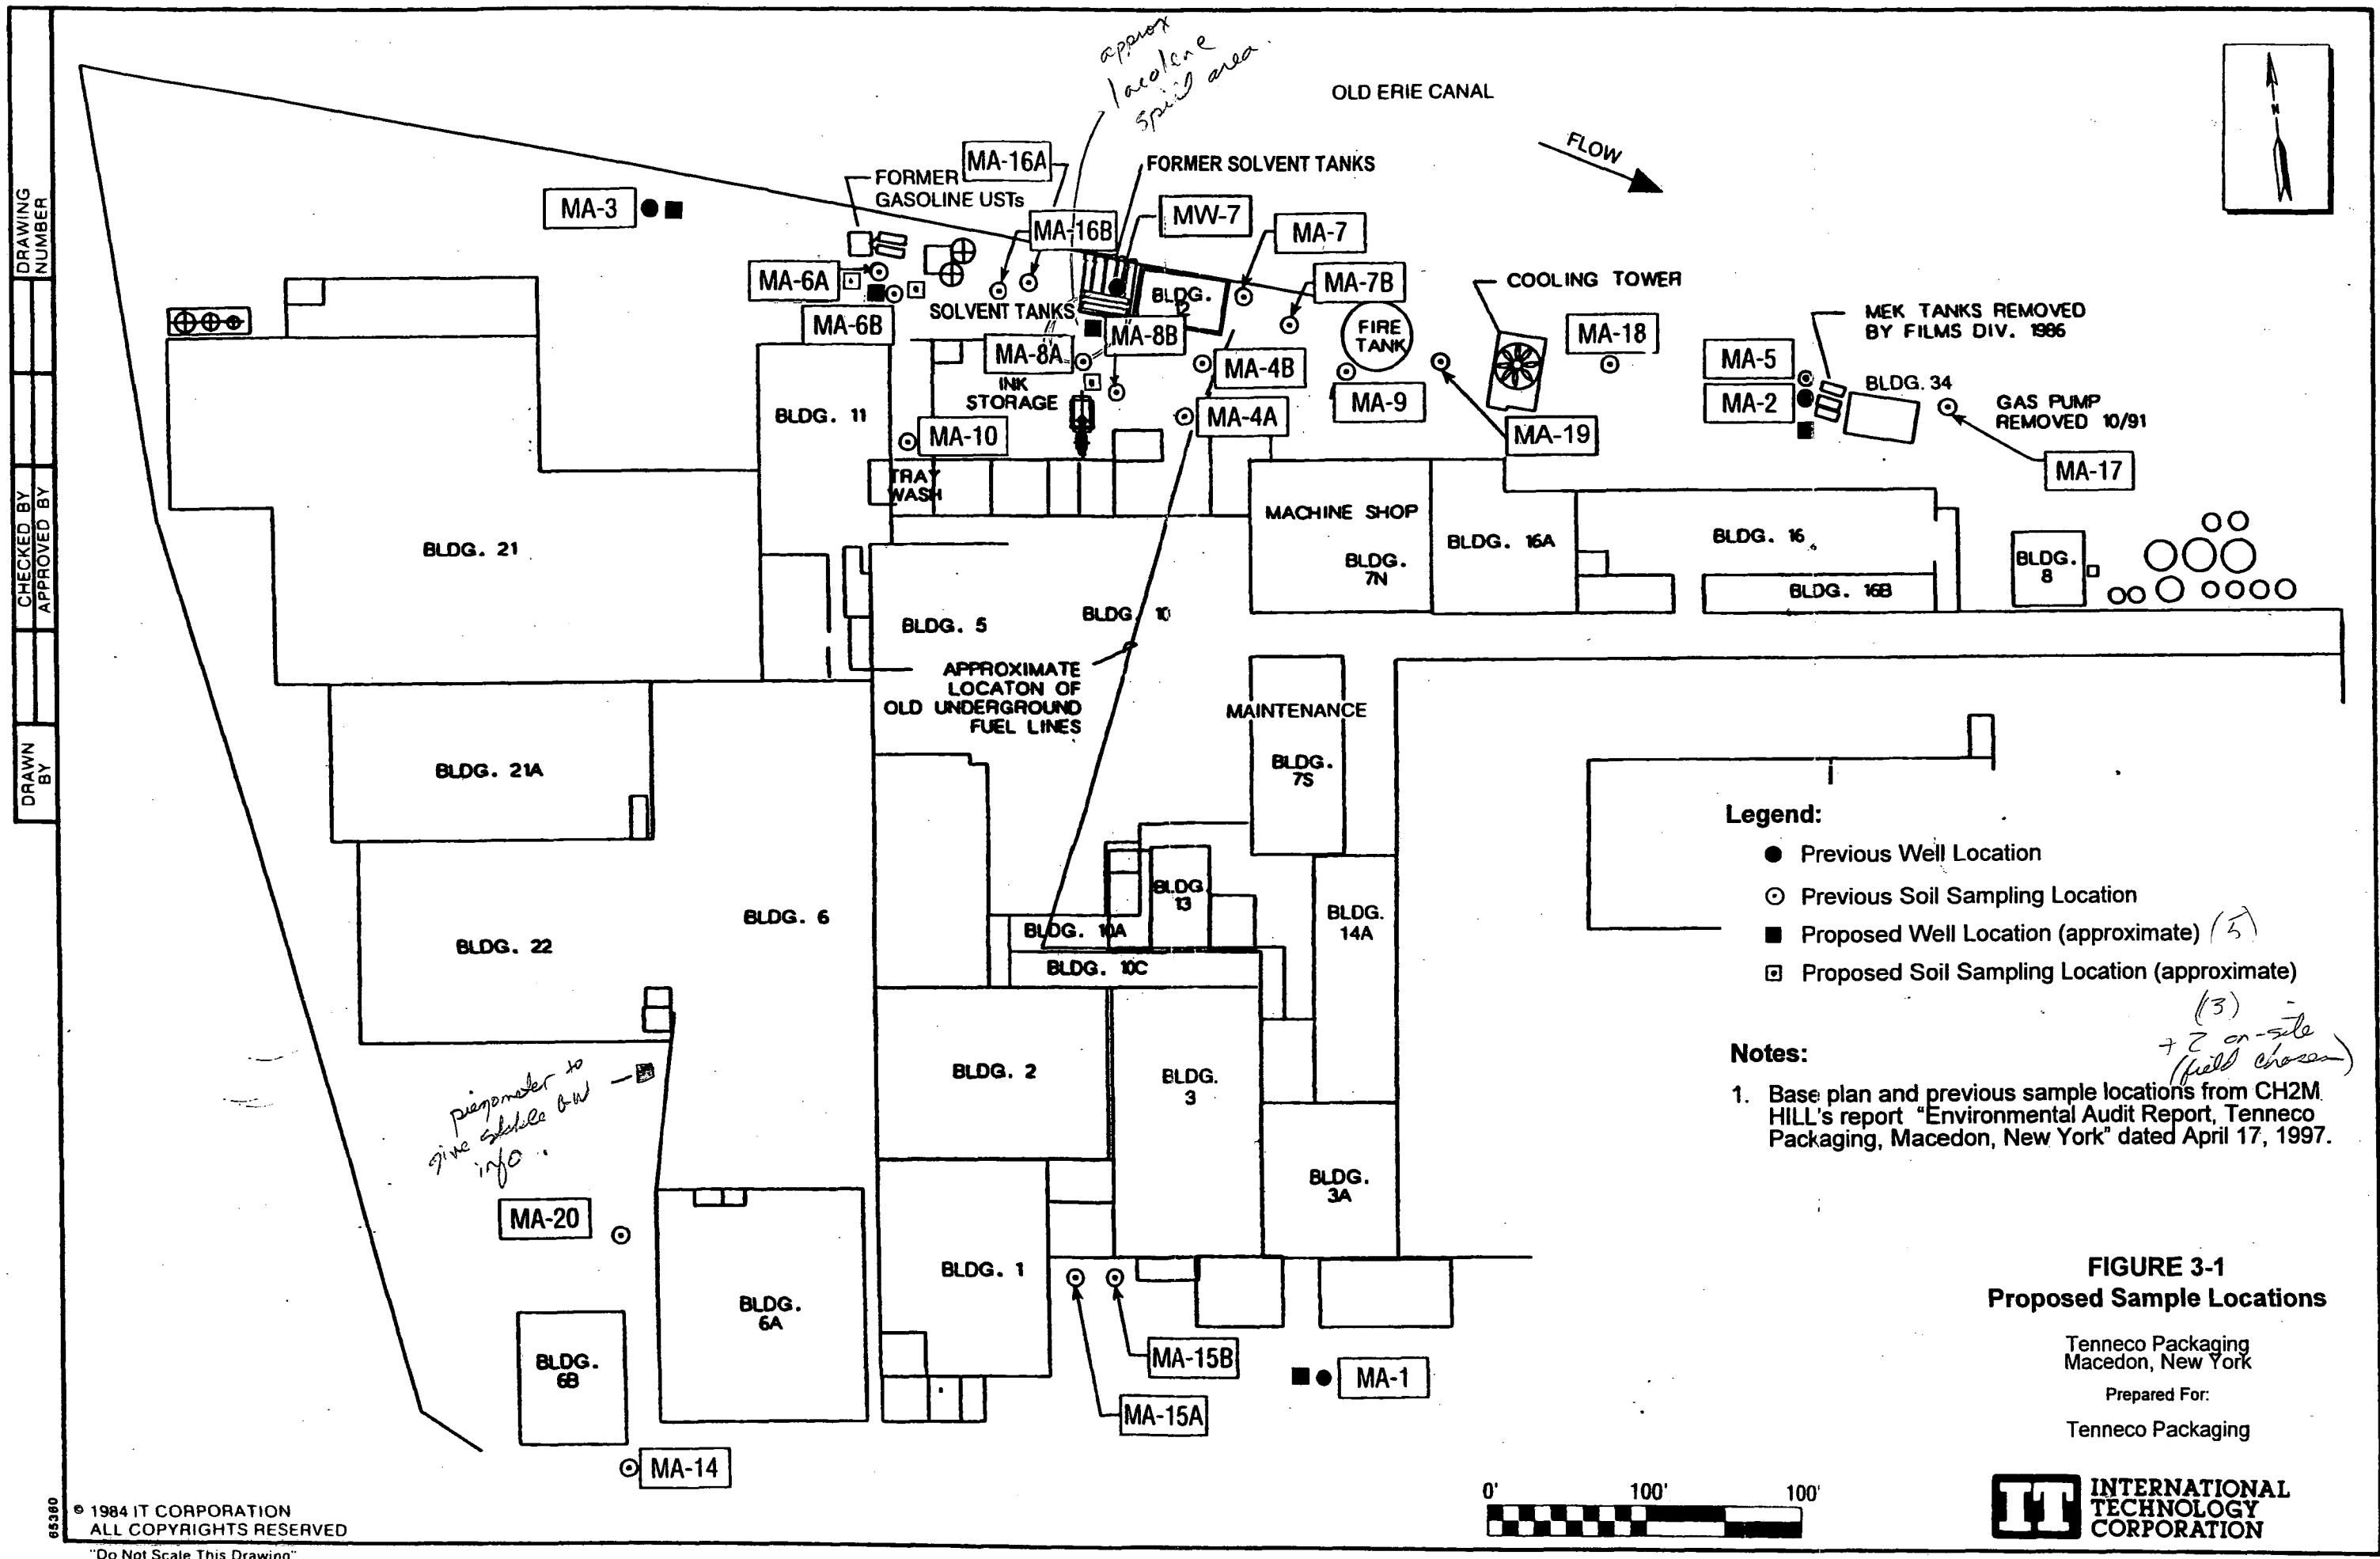 DRAWING
NUMBER
CHECKED BY
APPROVED BY
DRAWN
BY
65360
approx
spill area.
OLD ERIE CANAL
FLOW
N
MA-3
FORMER
GASOLINE USTs
MA-16A
FORMER SOLVENT TANKS
MA-16B
MW-7
MA-7
MA-6A
MA-7B
COOLING TOWER
MA-6B
SOLVENT TANKS
BLDG.
12
FIRE
TANK
MA-18
MEK TANKS REMOVED
BY FILMS DIV. 1986
MA-8A
MA-8B
MA-4B
MA-5
MA-2
BLDG. 34
GAS PUMP
REMOVED 10/91
INK
STORAGE
MA-9
MA-4A
MA-19
MA-17
BLDG. 11
MA-10
TRAY
WASH
MACHINE SHOP
BLDG.
7N
BLDG. 16A
BLDG. 16
BLDG. 16B
BLDG.
8
BLDG. 21
BLDG. 5
BLDG. 10
APPROXIMATE
LOCATON OF
OLD UNDERGROUND
FUEL LINES
MAINTENANCE
BLDG.
7S
BLDG. 21A
BLDG. 6
BLDG. 22
BLDG.
13
BLDG. 10A
BLDG. 10C
BLDG.
14A
Legend:
Previous Well Location
Previous Soil Sampling Location
Proposed Well Location (approximate) (5)
Proposed Soil Sampling Location (approximate)
(3)
+ 2 on-site
(field chosen)
Notes:
1. Base plan and previous sample locations from CH2M
HILL's report "Environmental Audit Report, Tenneco
Packaging, Macedon, New York" dated April 17, 1997.
piezometer to
give stable GW
info.
BLDG. 2
BLDG.
3
BLDG.
3A
MA-20
BLDG. 1
BLDG.
6A
BLDG.
6B
MA-15B
MA-15A
MA-1
MA-14
FIGURE 3-1
Proposed Sample Locations
Tenneco Packaging
Macedon, New York
Prepared For:
Tenneco Packaging
0' 100' 100'
IT INTERNATIONAL
TECHNOLOGY
CORPORATION
© 1984 IT CORPORATION
ALL COPYRIGHTS RESERVED
"Do Not Scale This Drawing"